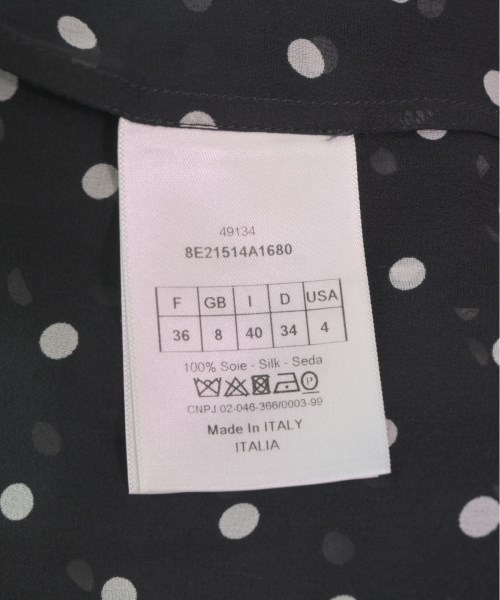 49134
8E21514A1680
F GB I D USA
36 8 40 34 4
100% Soie - Silk - Seda
P
CNPJ 02-046-366/0003-99
Made In ITALY
ITALIA